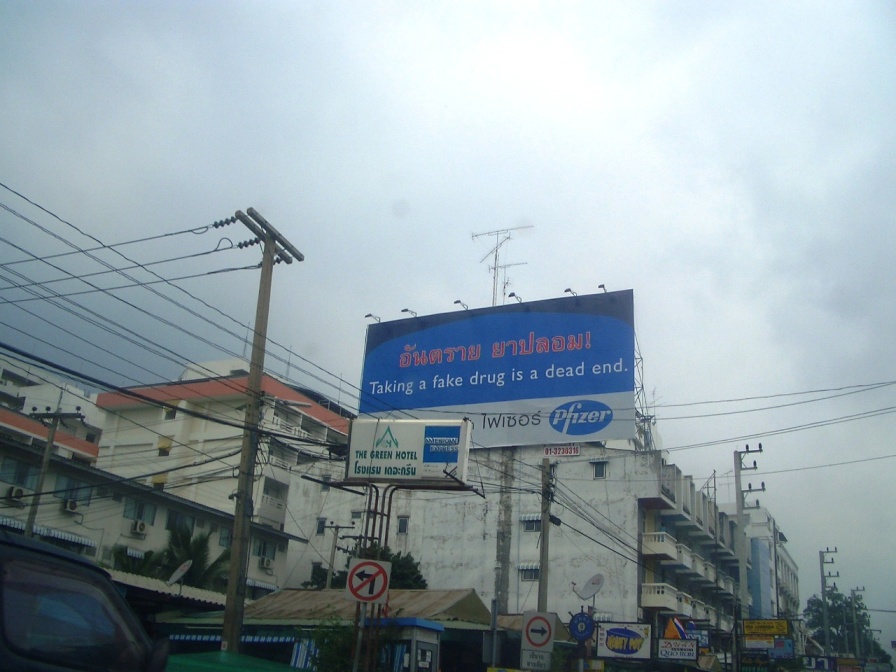 อันตราย ยาปลอม!
Taking a fake drug is a dead end.
ไฟเซอร์ Pfizer
01-3230316
THE GREEN HOTEL
โรงแรม เดอะกรีน
AMERICAN EXPRESS